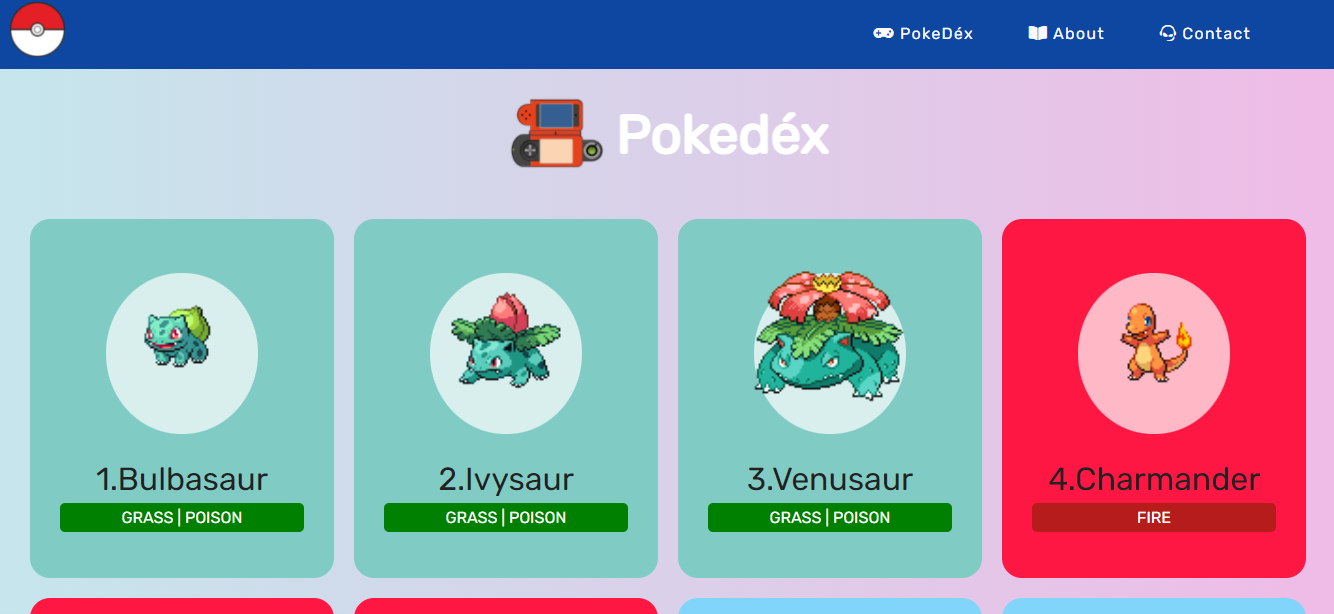 PokeDéx
About
Contact
Pokedéx
1.Bulbasaur
GRASS | POISON
2.Ivysaur
GRASS | POISON
3.Venusaur
GRASS | POISON
4.Charmander
FIRE